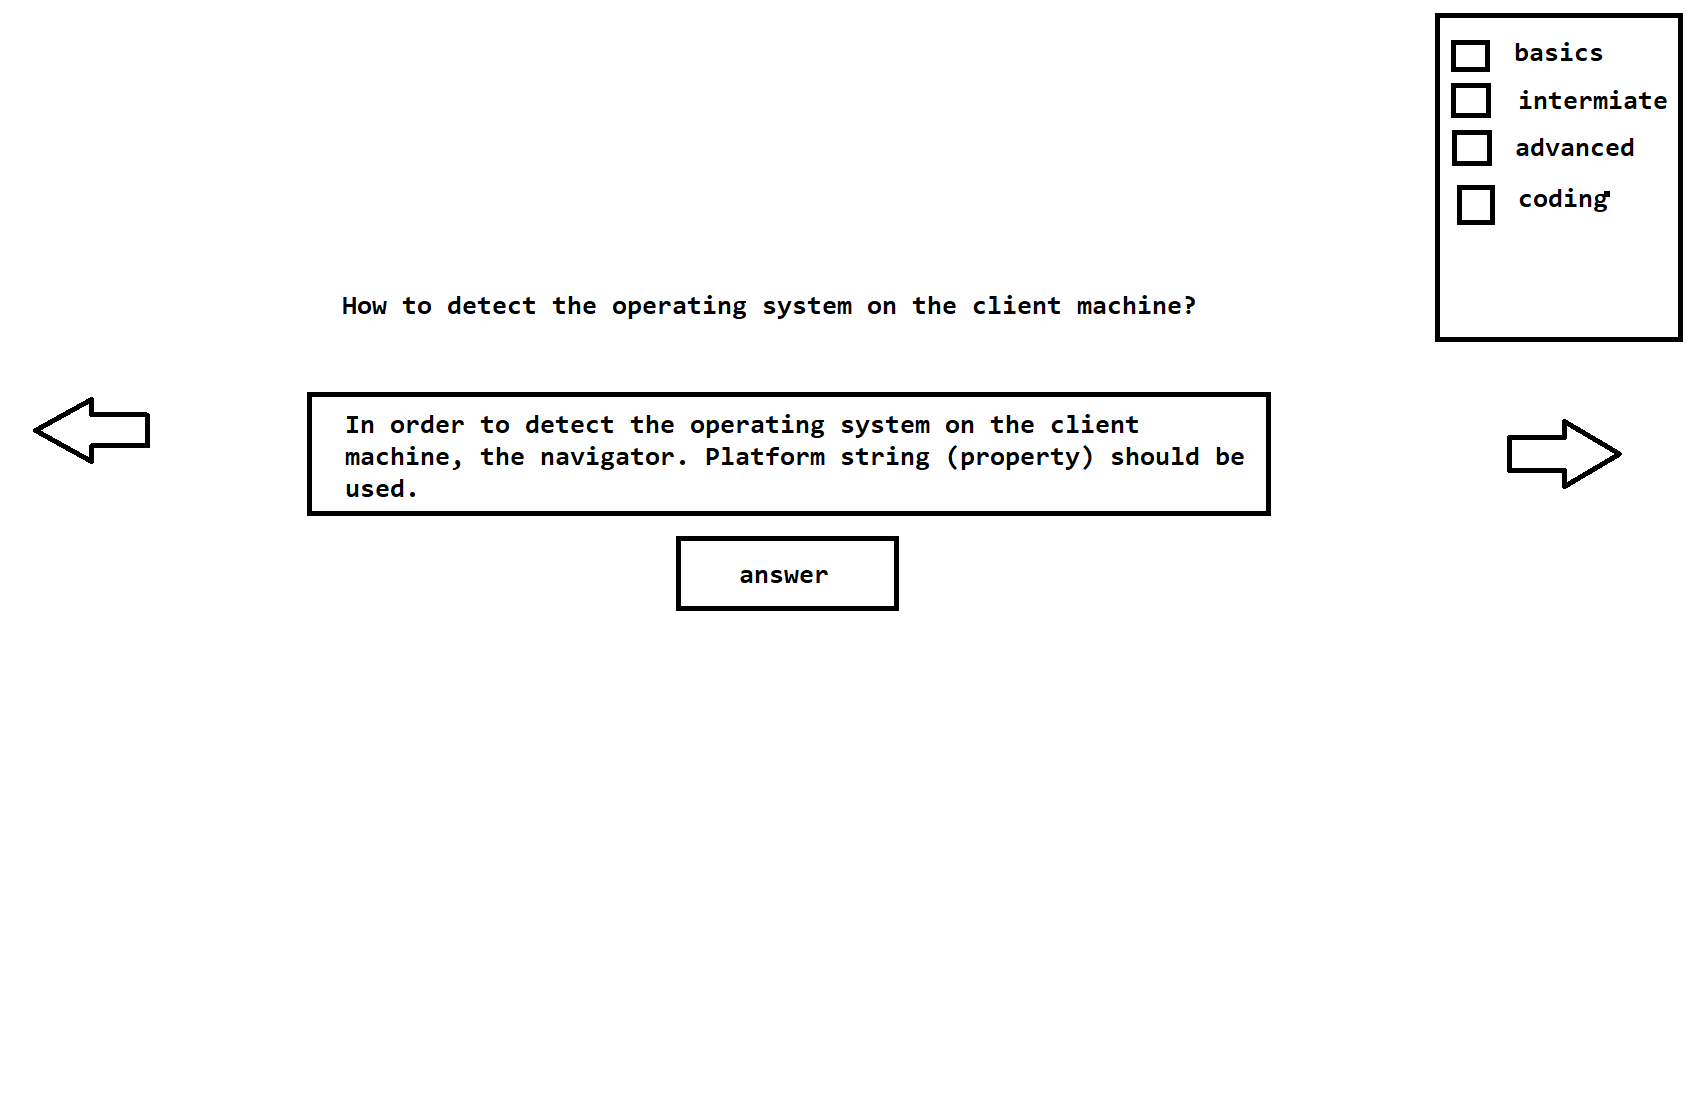 basics
intermiate
advanced
coding
How to detect the operating system on the client machine?
In order to detect the operating system on the client
machine, the navigator. Platform string (property) should be
used.
answer